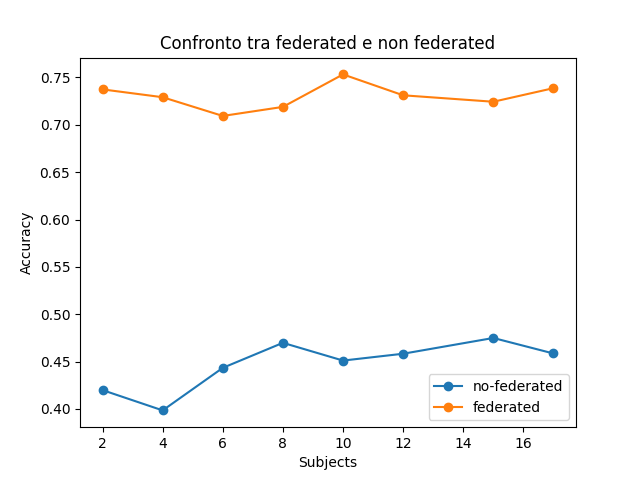 Confronto tra federated e non federated
0.75
0.70
0.65
0.60
0.55
0.50
0.45
0.40
Accuracy
2 4 6 8 10 12 14 16
Subjects
no-federated
federated